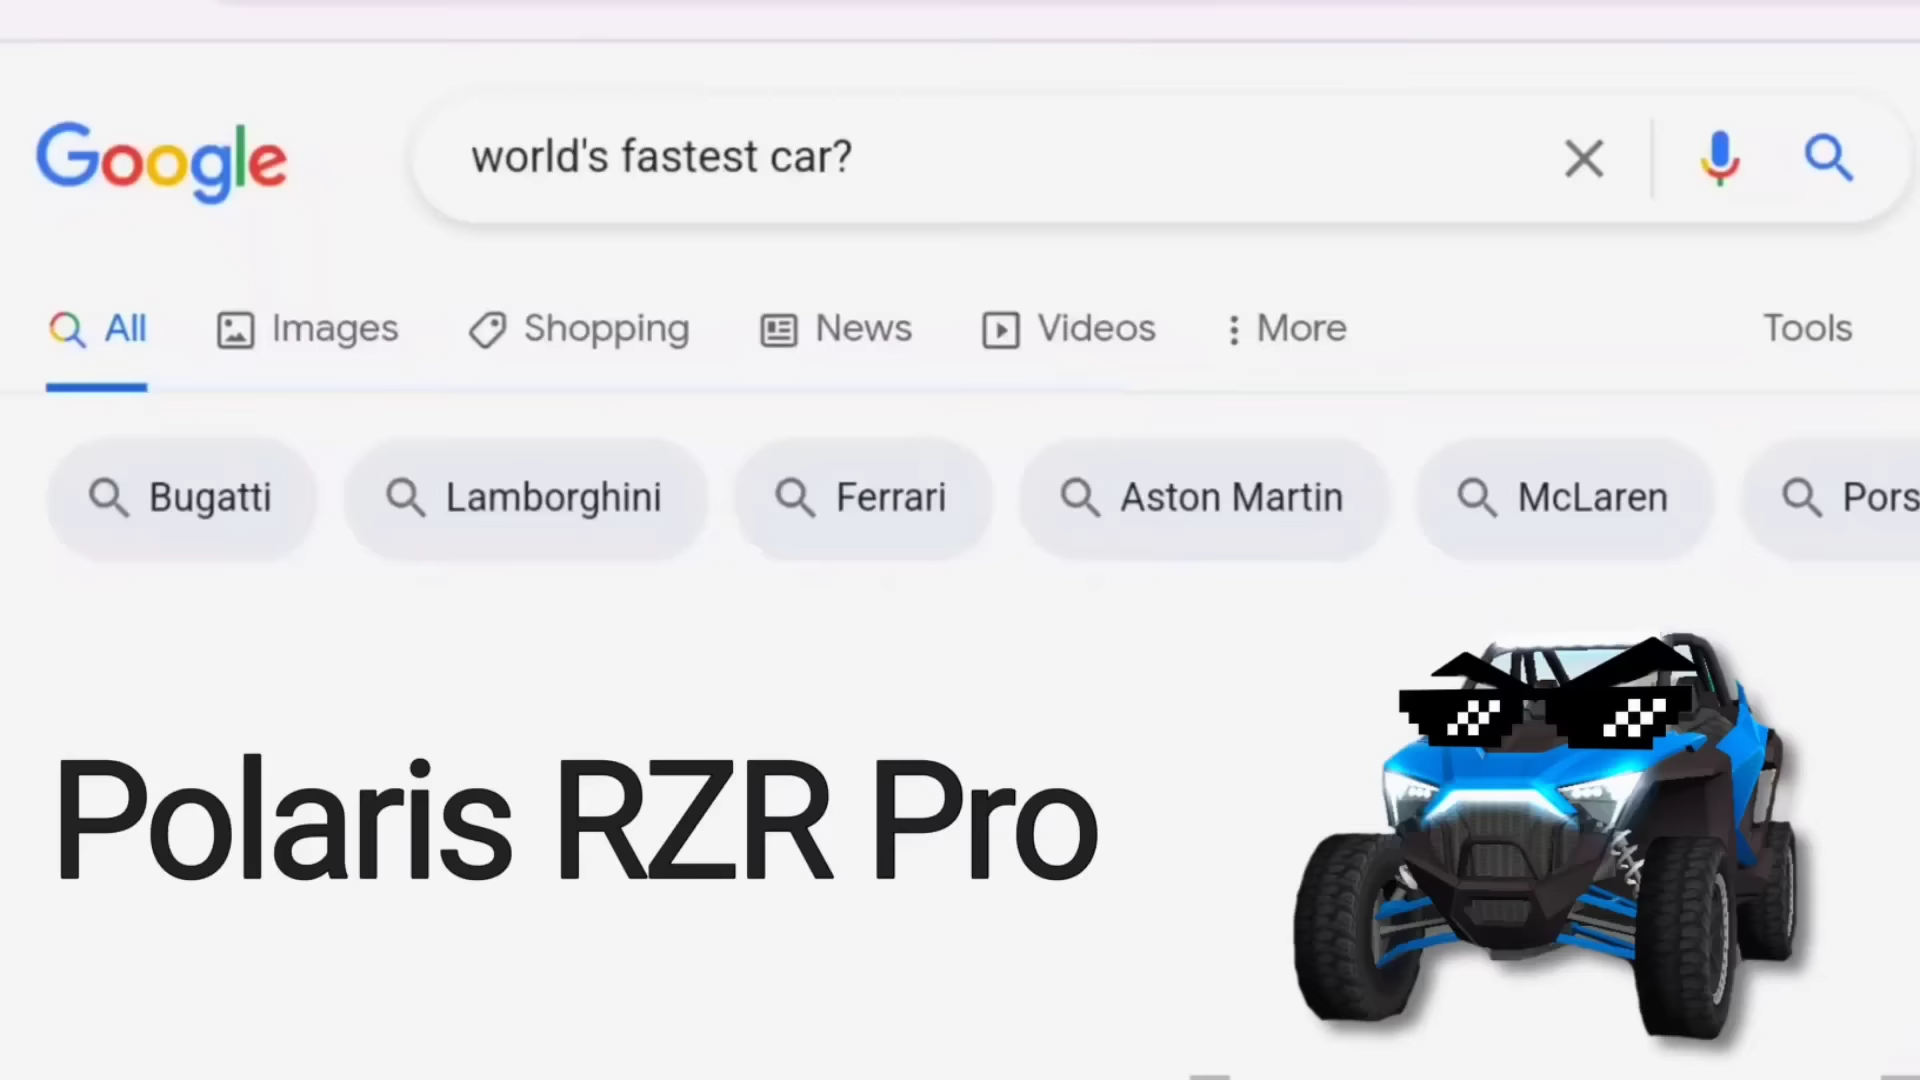 Google world's fastest car?
All Images Shopping News Videos More Tools
Bugatti Lamborghini Ferrari Aston Martin McLaren Pors
Polaris RZR Pro